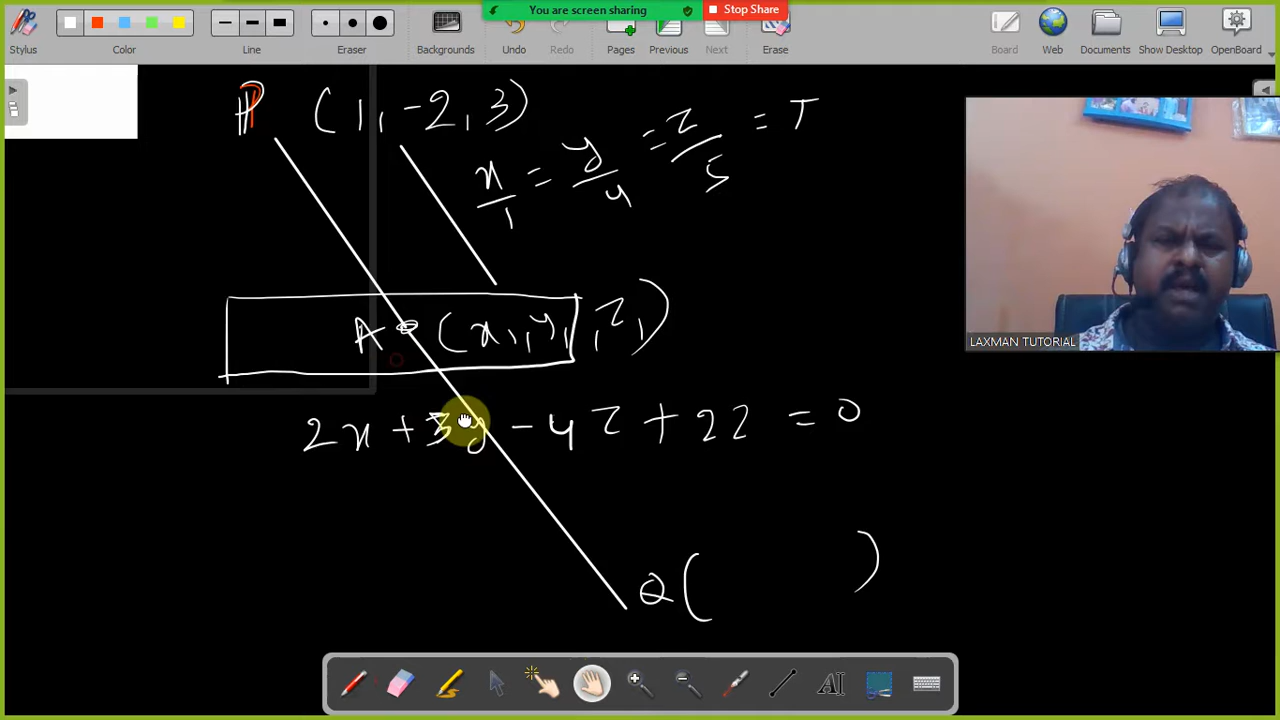 You are screen sharing Stop Share
Stylus Color Line Eraser Backgrounds Undo Redo Pages Previous Next Erase Board Web Documents Show Desktop OpenBoard
P (1, -2, 3)
x/1 = y/4 = z/5 = T
A (x₁, y₁, z₁)
2x + 3y - 4z + 22 = 0
Q( )
LAXMAN TUTORIAL
AI